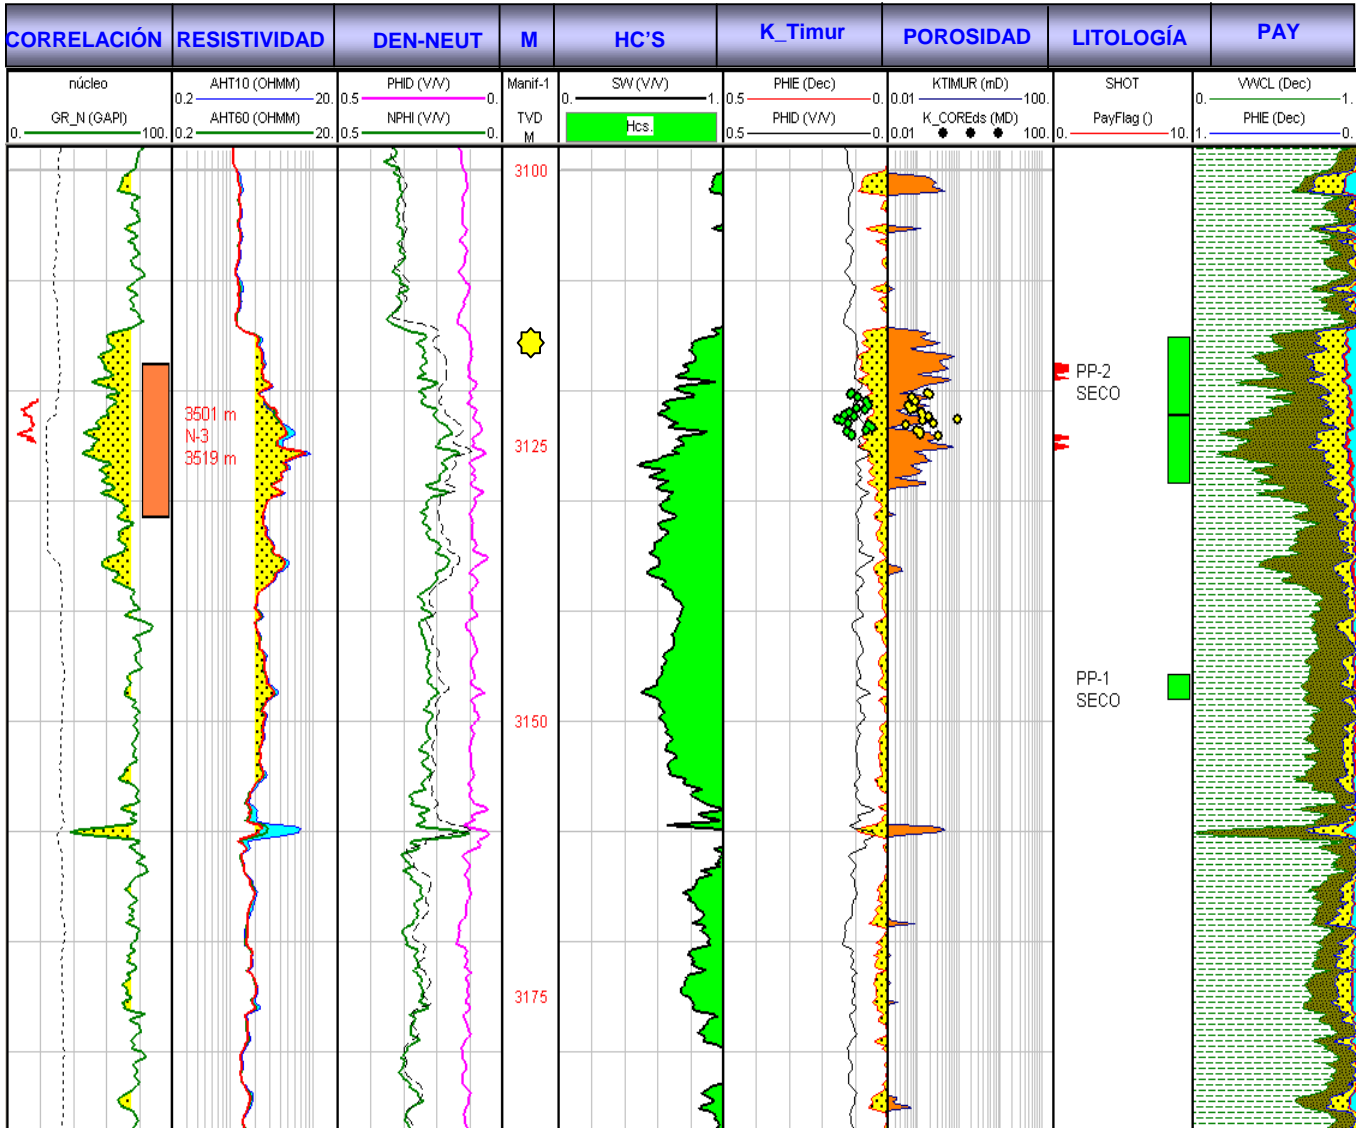 CORRELACIÓN RESISTIVIDAD DEN-NEUT M HC'S K_Timur POROSIDAD LITOLOGÍA PAY
núcleo AHT10 (OHMM) PHID (V/V) Manif-1 SW (V/V) PHIE (Dec) KTIMUR (mD) SHOT VWCL (Dec)
0.2 20. 0.5 0. 0. 1. 0.5 0. 0.01 100. 0. 1.
GR_N (GAPI) AHT60 (OHMM) NPHI (V/V) TVD Hcs. PHID (V/V) K_COREds (MD) PayFlag () PHIE (Dec)
0. 100. 0.2 20. 0.5 0. M 0.5 0. 0.01 100. 0. 10. 1. 0.
3100
PP-2
SECO
3501 m
N-3
3519 m
3125
PP-1
SECO
3150
3175